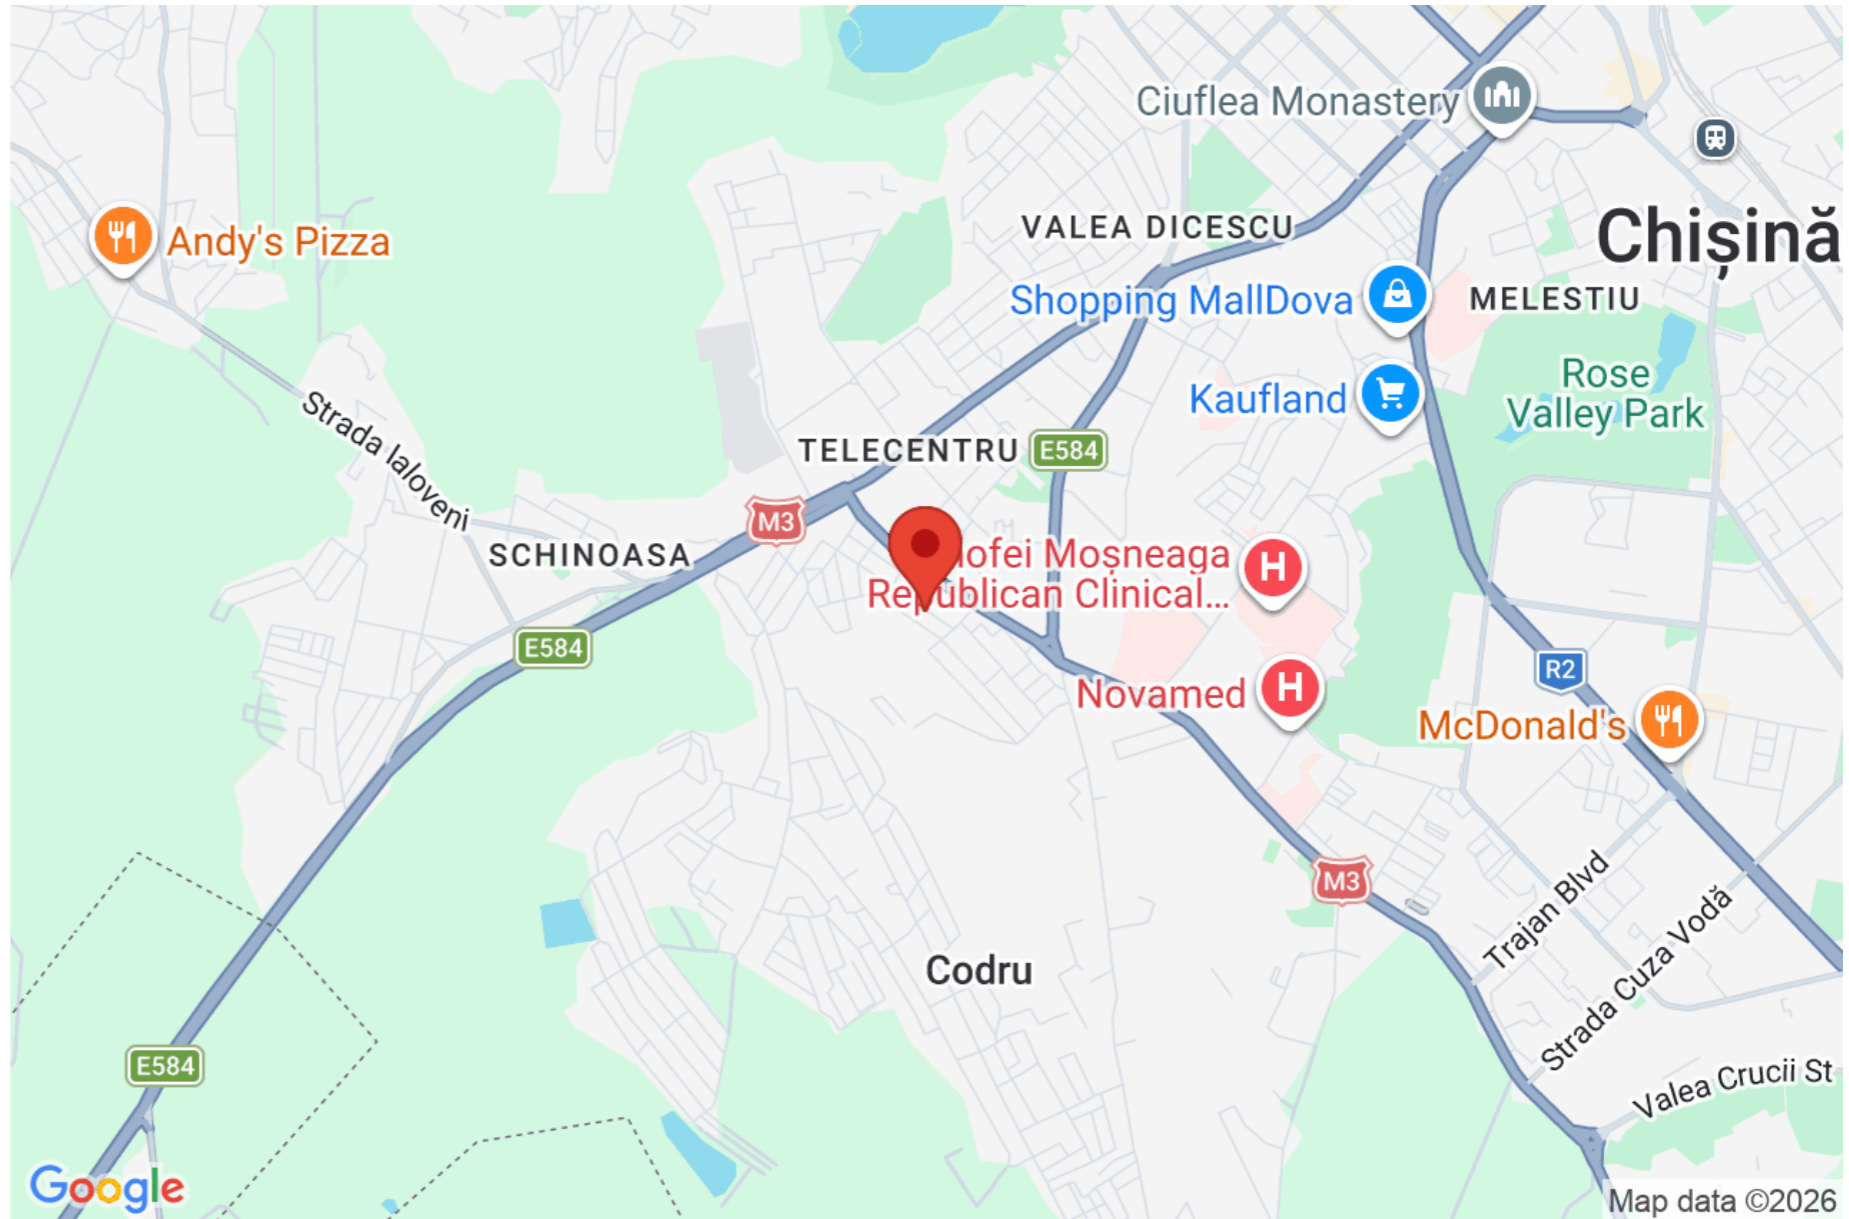 Ciuflea Monastery
Chișină
Andy's Pizza
VALEA DICESCU
Shopping MallDova
MELESTIU
Rose
Valley Park
Kaufland
Strada Ialoveni
TELECENTRU
E584
M3
SCHINOASA
ofei Moșneaga
Republican Clinical...
H
E584
R2
Novamed
H
McDonald's
M3
Trajan Blvd
Strada Cuza Vodă
Codru
E584
Valea Crucii St
Google
Map data ©2026